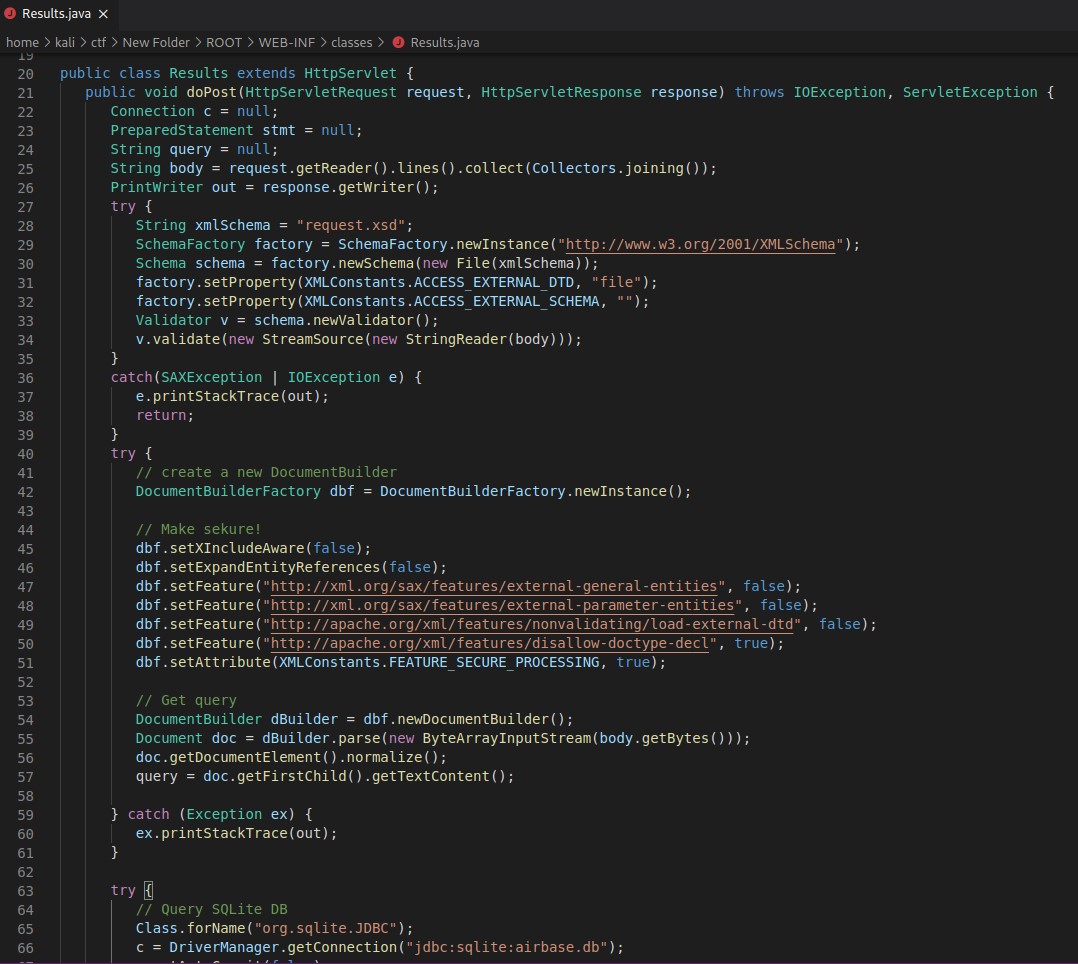 Results.java
home > kali > ctf > New Folder > ROOT > WEB-INF > classes > Results.java
19
20 public class Results extends HttpServlet {
21 public void doPost(HttpServletRequest request, HttpServletResponse response) throws IOException, ServletException {
22 Connection c = null;
23 PreparedStatement stmt = null;
24 String query = null;
25 String body = request.getReader().lines().collect(Collectors.joining());
26 PrintWriter out = response.getWriter();
27 try {
28 String xmlSchema = "request.xsd";
29 SchemaFactory factory = SchemaFactory.newInstance("http://www.w3.org/2001/XMLSchema");
30 Schema schema = factory.newSchema(new File(xmlSchema));
31 factory.setProperty(XMLConstants.ACCESS_EXTERNAL_DTD, "file");
32 factory.setProperty(XMLConstants.ACCESS_EXTERNAL_SCHEMA, "");
33 Validator v = schema.newValidator();
34 v.validate(new StreamSource(new StringReader(body)));
35 }
36 catch(SAXException | IOException e) {
37 e.printStackTrace(out);
38 return;
39 }
40 try {
41 // create a new DocumentBuilder
42 DocumentBuilderFactory dbf = DocumentBuilderFactory.newInstance();
43
44 // Make sekure!
45 dbf.setXIncludeAware(false);
46 dbf.setExpandEntityReferences(false);
47 dbf.setFeature("http://xml.org/sax/features/external-general-entities", false);
48 dbf.setFeature("http://xml.org/sax/features/external-parameter-entities", false);
49 dbf.setFeature("http://apache.org/xml/features/nonvalidating/load-external-dtd", false);
50 dbf.setFeature("http://apache.org/xml/features/disallow-doctype-decl", true);
51 dbf.setAttribute(XMLConstants.FEATURE_SECURE_PROCESSING, true);
52
53 // Get query
54 DocumentBuilder dBuilder = dbf.newDocumentBuilder();
55 Document doc = dBuilder.parse(new ByteArrayInputStream(body.getBytes()));
56 doc.getDocumentElement().normalize();
57 query = doc.getFirstChild().getTextContent();
58
59 } catch (Exception ex) {
60 ex.printStackTrace(out);
61 }
62
63 try {
64 // Query SQLite DB
65 Class.forName("org.sqlite.JDBC");
66 c = DriverManager.getConnection("jdbc:sqlite:airbase.db");